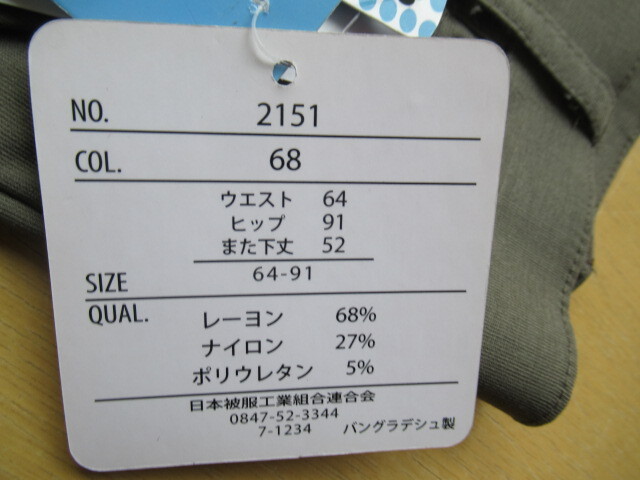 NO. 2151
COL. 68
ウエスト 64
ヒップ 91
また下丈 52
SIZE 64-91
QUAL. レーヨン 68%
ナイロン 27%
ポリウレタン 5%
日本被服工業組合連合会
0847-52-3344
7-1234 バングラデシュ製